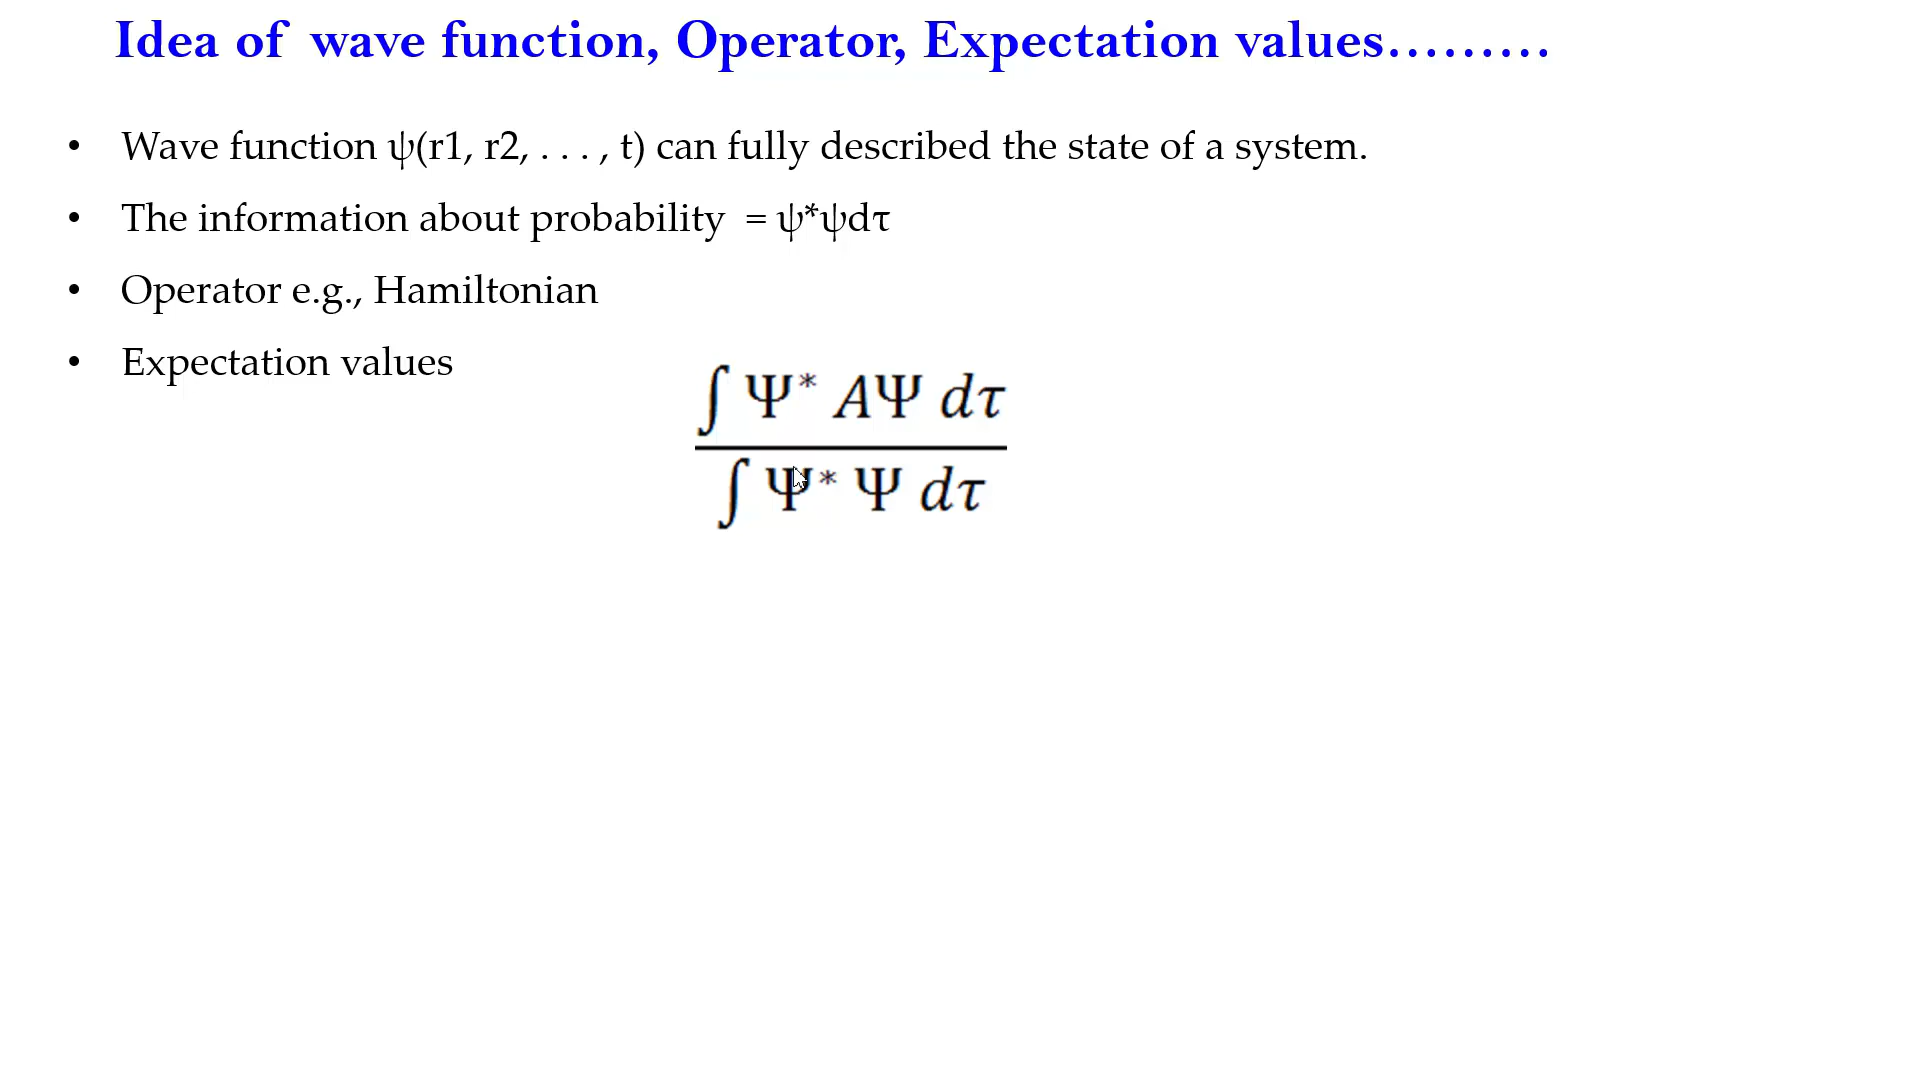 Idea of wave function, Operator, Expectation values.........
• Wave function ψ(r1, r2, . . . , t) can fully described the state of a system.
• The information about probability = ψ*ψdτ
• Operator e.g., Hamiltonian
• Expectation values
∫ Ψ* AΨ dτ
∫ Ψ* Ψ dτ